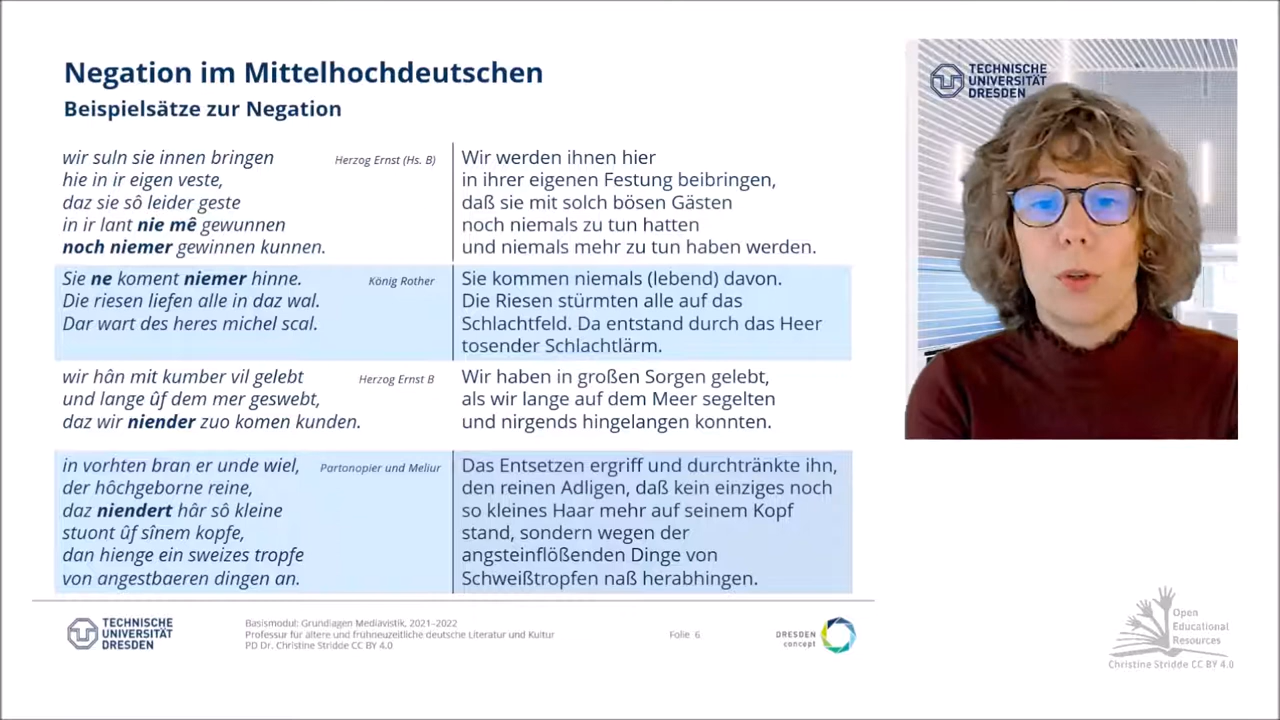 Negation im Mittelhochdeutschen
Beispielsätze zur Negation
wir suln sie innen bringen
hie in ir eigen veste,
daz sie sô leider geste
in ir lant nie mê gewunnen
noch niemer gewinnen kunnen.
Herzog Ernst (Hs. B)
Wir werden ihnen hier
in ihrer eigenen Festung beibringen,
daß sie mit solch bösen Gästen
noch niemals zu tun hatten
und niemals mehr zu tun haben werden.
Sie ne koment niemer hinne.
Die riesen liefen alle in daz wal.
Dar wart des heres michel scal.
König Rother
Sie kommen niemals (lebend) davon.
Die Riesen stürmten alle auf das
Schlachtfeld. Da entstand durch das Heer
tosender Schlachtlärm.
wir hân mit kumber vil gelebt
und lange ûf dem mer geswebt,
daz wir niender zuo komen kunden.
Herzog Ernst B
Wir haben in großen Sorgen gelebt,
als wir lange auf dem Meer segelten
und nirgends hingelangen konnten.
in vorhten bran er unde wiel,
der hôchgeborne reine,
daz niendert hâr sô kleine
stuont ûf sînem kopfe,
dan hienge ein sweizes tropfe
von angestbaeren dingen an.
Partonopier und Meliur
Das Entsetzen ergriff und durchtränkte ihn,
den reinen Adligen, daß kein einziges noch
so kleines Haar mehr auf seinem Kopf
stand, sondern wegen der
angsteinflößenden Dinge von
Schweißtropfen naß herabhingen.
TECHNISCHE
UNIVERSITÄT
DRESDEN
Basismodul: Grundlagen Mediävistik, 2021–2022
Professur für ältere und frühneuzeitliche deutsche Literatur und Kultur
PD Dr. Christine Stridde CC BY 4.0
Folie 6
DRESDEN
concept
TECHNISCHE
UNIVERSITÄT
DRESDEN
Open
Educational
Resources
Christine Stridde CC BY 4.0